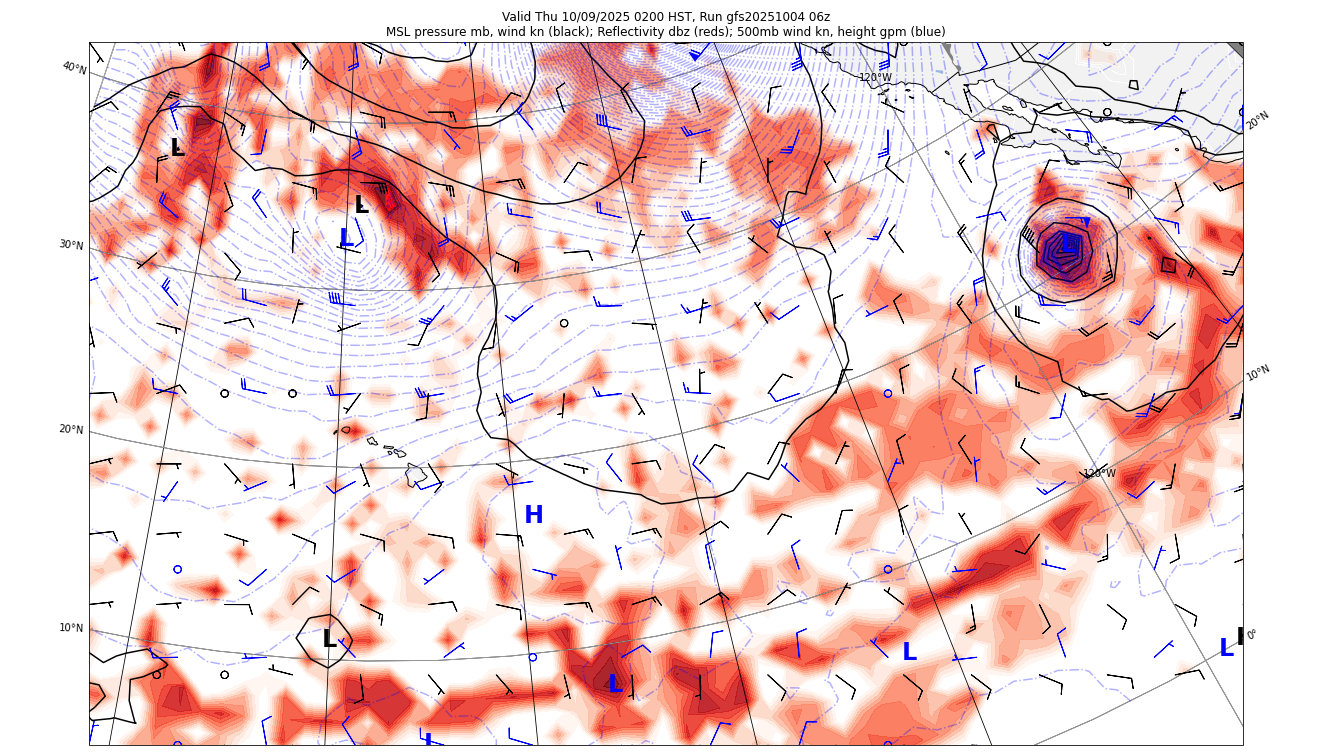 Valid Thu 10/09/2025 0200 HST, Run gfs20251004 06z
MSL pressure mb, wind kn (black); Reflectivity dbz (reds); 500mb wind kn, height gpm (blue)
40°N
120°W
20°N
L
L
L
30°N
L
10°N
20°N
120°W
H
10°N
L
0°
L
L
L
L